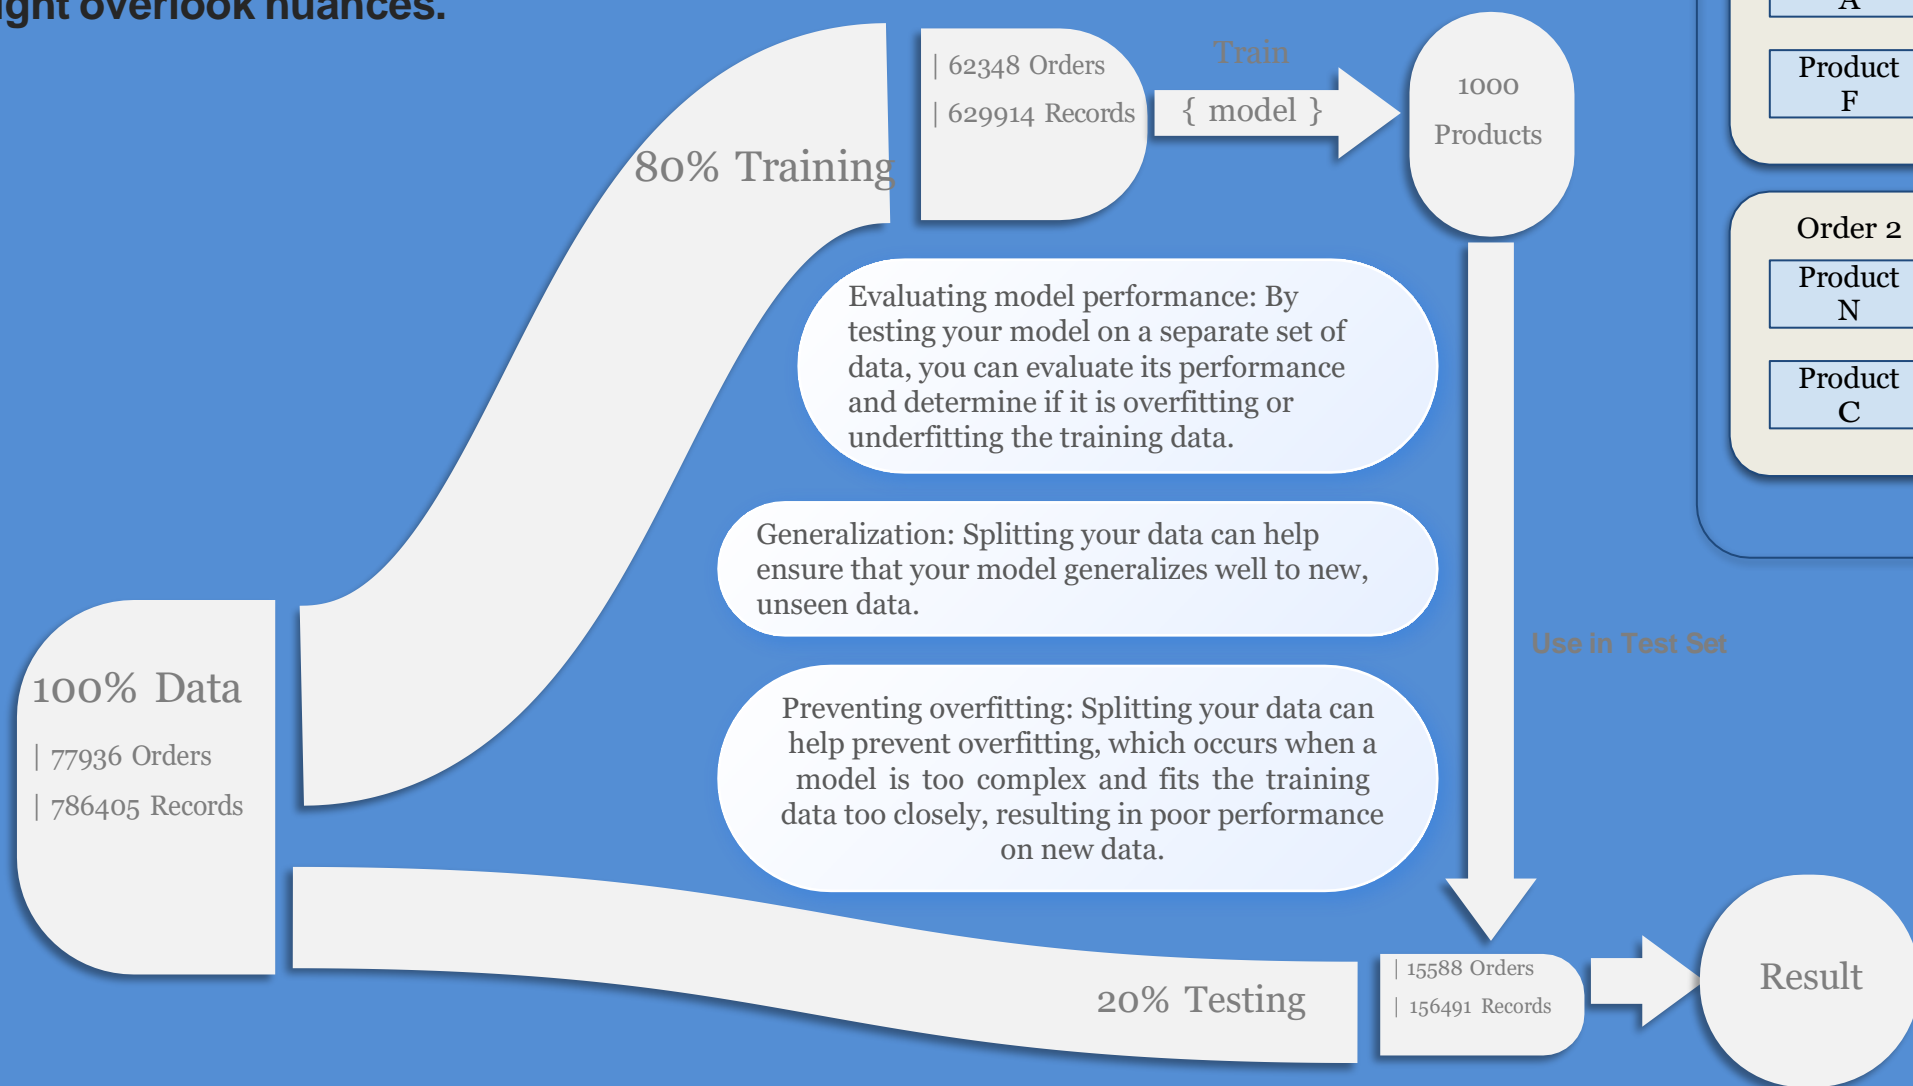 ght overlook nuances.
| 62348 Orders
| 629914 Records
Train
{ model }
1000
Products
80% Training
A
Product
F
Order 2
Product
N
Product
C
Evaluating model performance: By
testing your model on a separate set of
data, you can evaluate its performance
and determine if it is overfitting or
underfitting the training data.
Generalization: Splitting your data can help
ensure that your model generalizes well to new,
unseen data.
Use in Test Set
100% Data
| 77936 Orders
| 786405 Records
Preventing overfitting: Splitting your data can
help prevent overfitting, which occurs when a
model is too complex and fits the training
data too closely, resulting in poor performance
on new data.
20% Testing
| 15588 Orders
| 156491 Records
Result